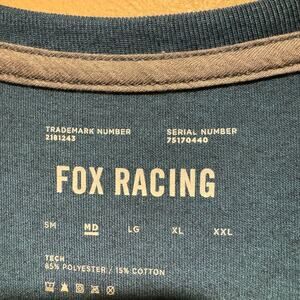 TRADEMARK NUMBER
2181243
SERIAL NUMBER
75170440
FOX RACING
SM MD LG XL XXL
TECH
85% POLYESTER / 15% COTTON